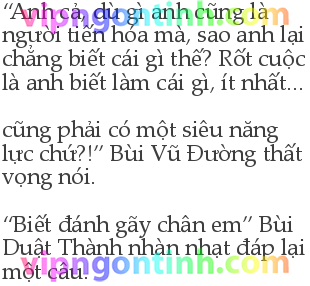 vipngontinh.com
“Anh cả, dù gì anh cũng là
người tiến hóa mà, sao anh lại
chẳng biết cái gì thế? Rốt cuộc
là anh biết làm cái gì, ít nhất...
cũng phải có một siêu năng
lực chứ?!” Bùi Vũ Đường thất
vọng nói.
“Biết đánh gãy chân em” Bùi
Duật Thành nhàn nhạt đáp lại
vipngontinh.com
một câu.